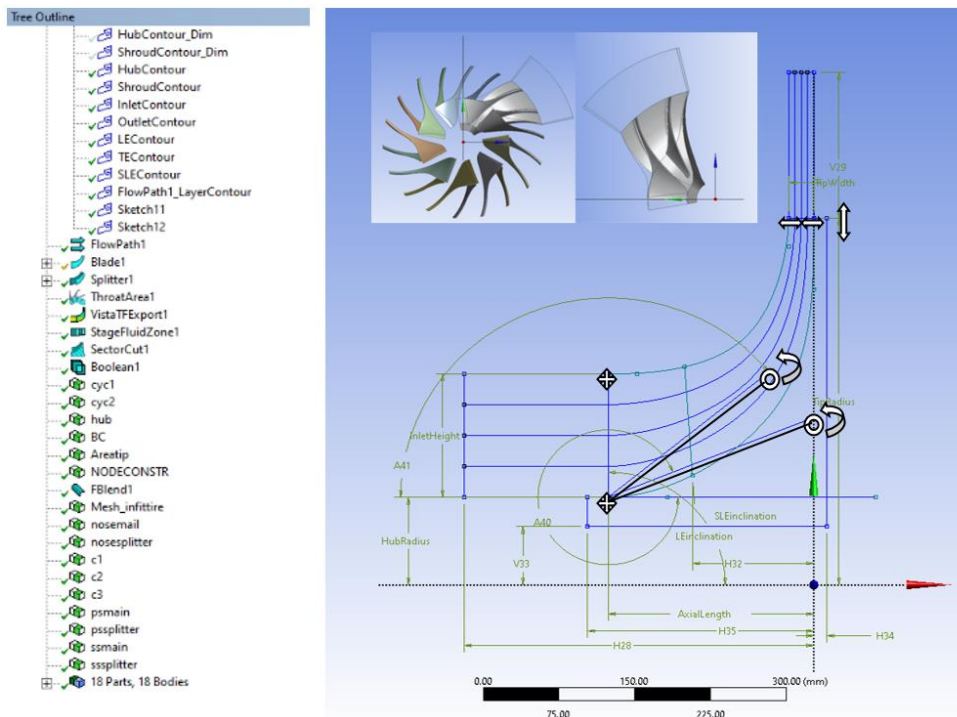 Tree Outline
HubContour_Dim
ShroudContour_Dim
HubContour
ShroudContour
InletContour
OutletContour
LEContour
TEContour
SLEContour
FlowPath1_LayerContour
Sketch11
Sketch12
FlowPath1
Blade1
Splitter1
ThroatArea1
VistaTFExport1
StageFluidZone1
SectorCut1
Boolean1
cyc1
cyc2
hub
BC
Areatip
NODECONSTR
FBlend1
Mesh_infittire
nosemail
nosesplitter
c1
c2
c3
psmain
pssplitter
ssmain
sssplitter
18 Parts, 18 Bodies
V29
TipWidth
TipRadius
InletHeight
A41
A40
SLEinclination
LEinclination
HubRadius
V33
H32
AxialLength
H35
H34
H28
0.00 150.00 300.00 (mm)
75.00 225.00